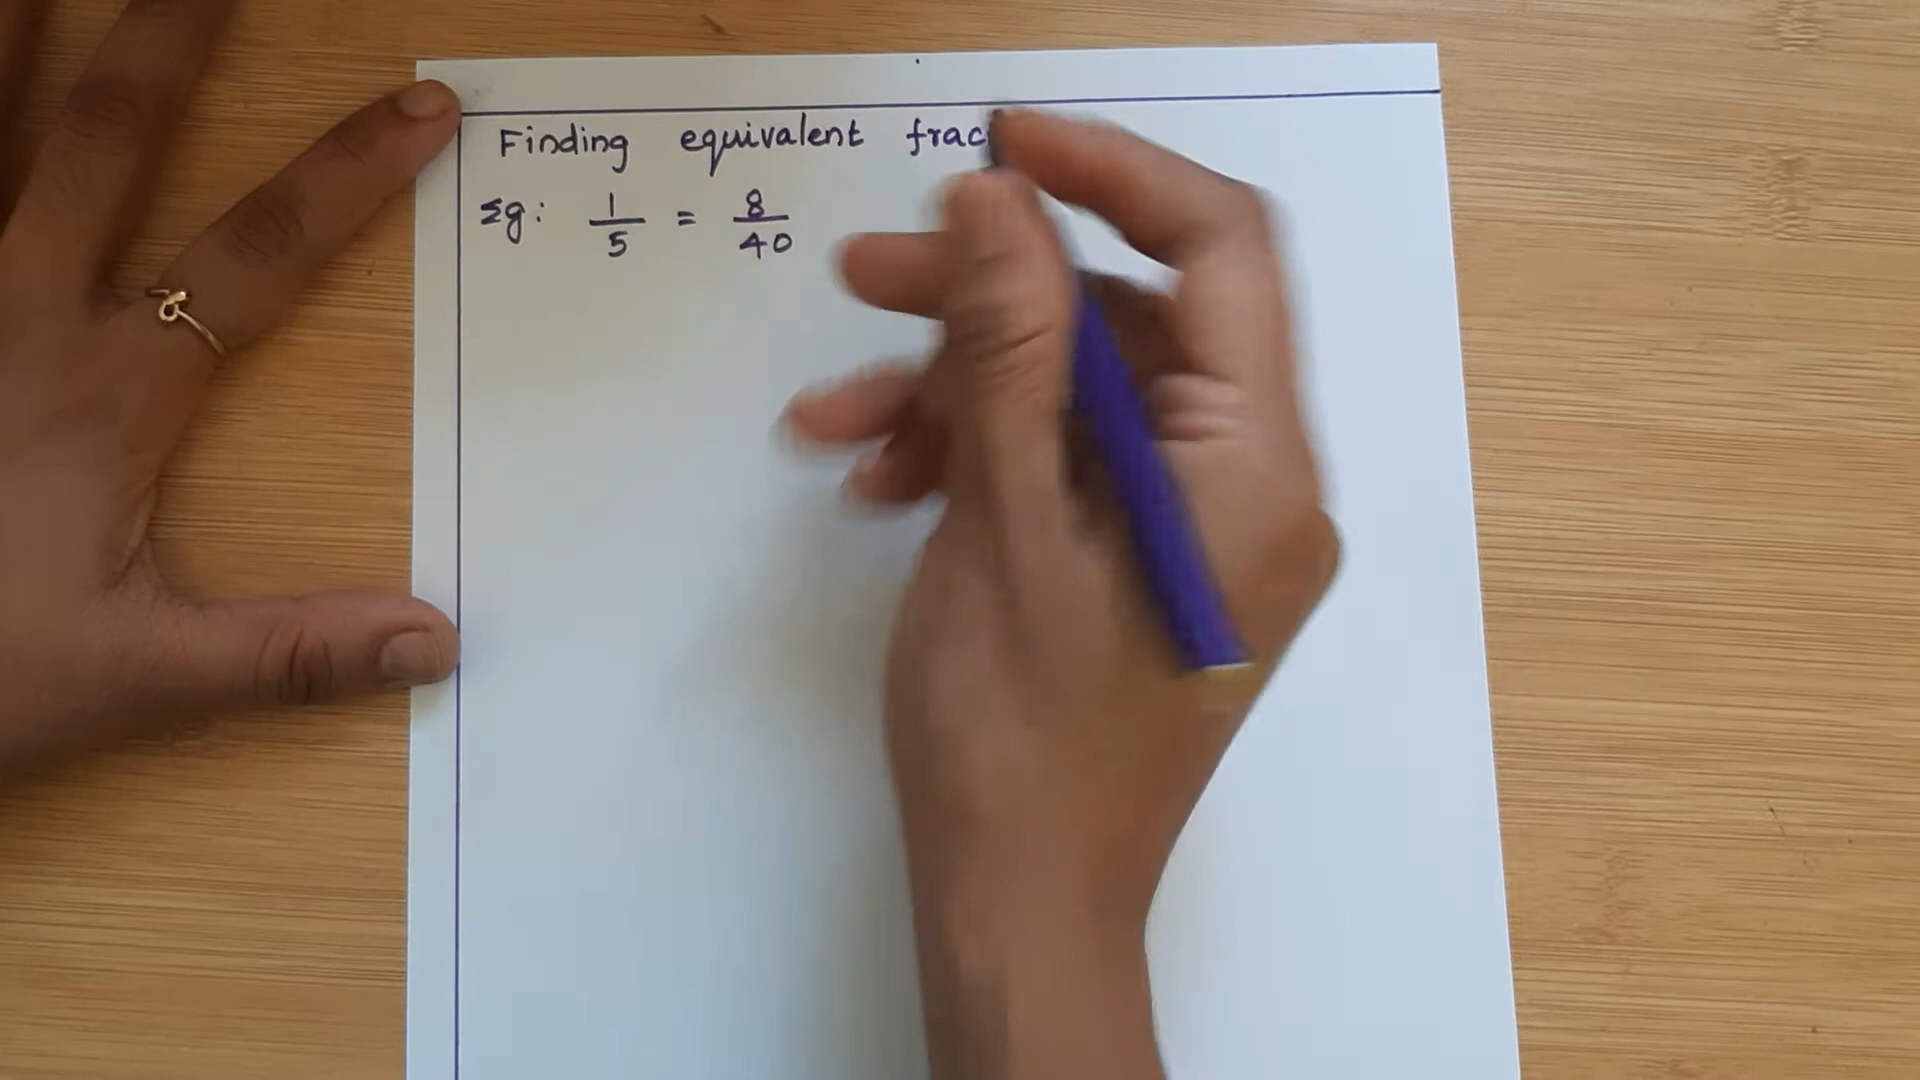 Finding equivalent frac
Eg: 1/5 = 8/40